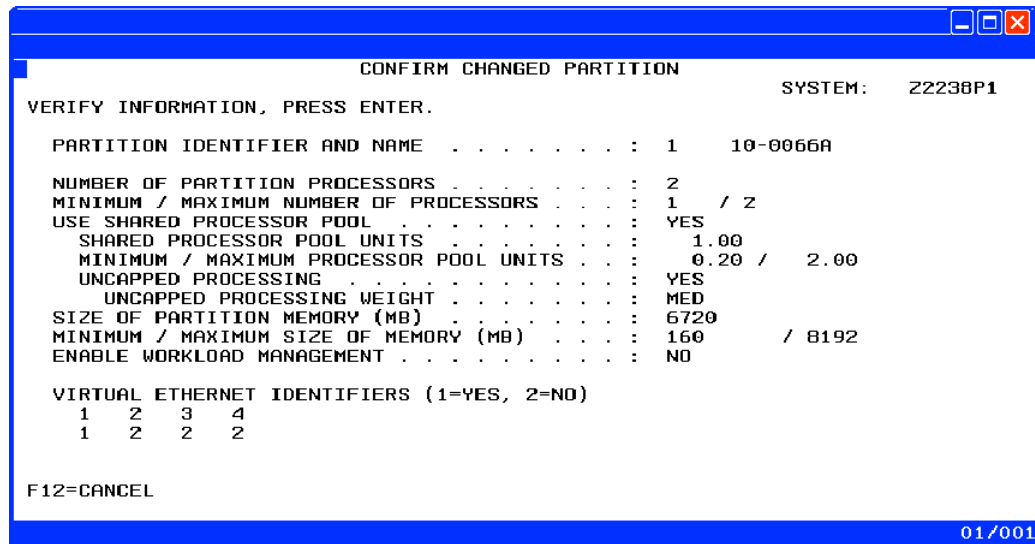 CONFIRM CHANGED PARTITION
SYSTEM: Z2238P1
VERIFY INFORMATION, PRESS ENTER.
PARTITION IDENTIFIER AND NAME . . . . . . . : 1 10-0066A
NUMBER OF PARTITION PROCESSORS . . . . . . . : 2
MINIMUM / MAXIMUM NUMBER OF PROCESSORS . . . : 1 / 2
USE SHARED PROCESSOR POOL . . . . . . . . . : YES
SHARED PROCESSOR POOL UNITS . . . . . . . : 1.00
MINIMUM / MAXIMUM PROCESSOR POOL UNITS . . : 0.20 / 2.00
UNCAPPED PROCESSING . . . . . . . . . . . : YES
UNCAPPED PROCESSING WEIGHT . . . . . . . : MED
SIZE OF PARTITION MEMORY (MB) . . . . . . . : 6720
MINIMUM / MAXIMUM SIZE OF MEMORY (MB) . . . : 160 / 8192
ENABLE WORKLOAD MANAGEMENT . . . . . . . . . : NO
VIRTUAL ETHERNET IDENTIFIERS (1=YES, 2=NO)
1 2 3 4
1 2 2 2
F12=CANCEL
01/001